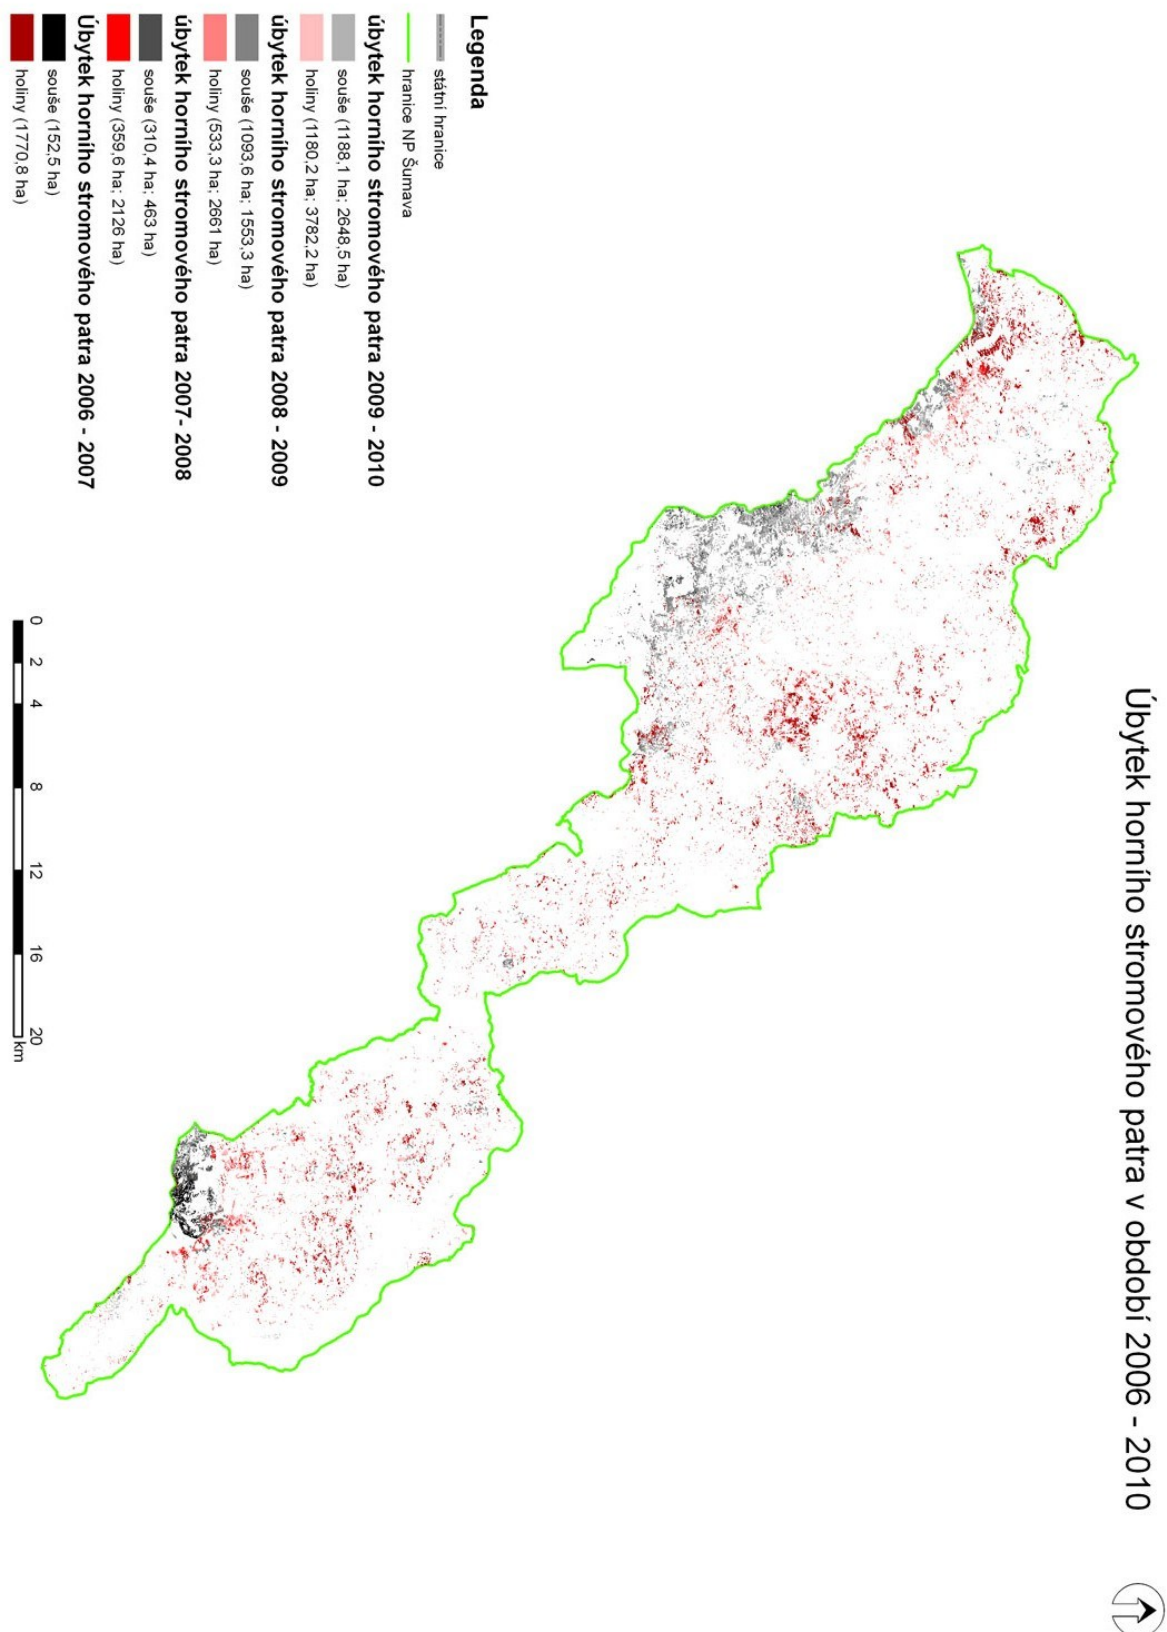 Úbytek horního stromového patra v období 2006 - 2010
Legenda
státní hranice
hranice NP Šumava
úbytek horního stromového patra 2009 - 2010
souše (1188,1 ha; 2648,5 ha)
holiny (1180,2 ha; 3782,2 ha)
úbytek horního stromového patra 2008 - 2009
souše (1093,6 ha; 1553,3 ha)
holiny (533,3 ha; 2661 ha)
úbytek horního stromového patra 2007- 2008
souše (310,4 ha; 463 ha)
holiny (359,6 ha; 2126 ha)
Úbytek horního stromového patra 2006 - 2007
souše (152,5 ha)
holiny (1770,8 ha)
0 2 4 8 12 16 20
km